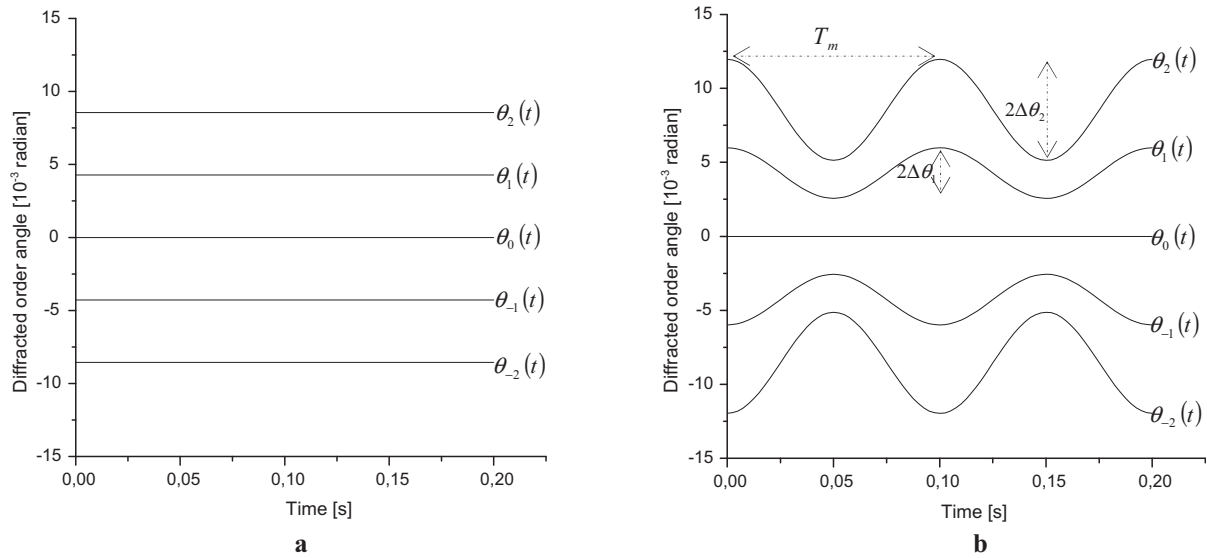 Diffracted order angle [10⁻³ radian]
15
10
5
0
-5
-10
-15
θ₂(t)
θ₁(t)
θ₀(t)
θ₋₁(t)
θ₋₂(t)
0,00 0,05 0,10 0,15 0,20
Time [s]
a
Diffracted order angle [10⁻³ radian]
15
10
5
0
-5
-10
-15
Tₘ
2Δθ₂
2Δθ₁
θ₂(t)
θ₁(t)
θ₀(t)
θ₋₁(t)
θ₋₂(t)
0,00 0,05 0,10 0,15 0,20
Time [s]
b